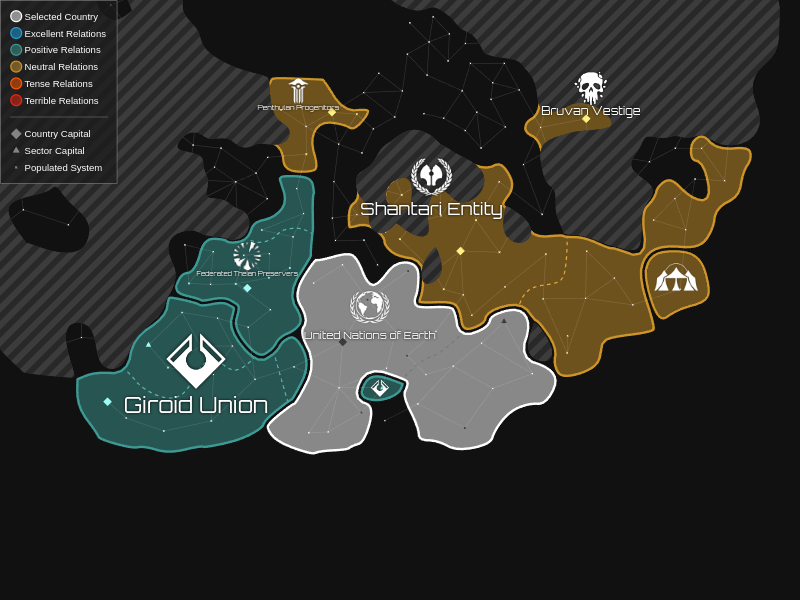 Selected Country
Excellent Relations
Positive Relations
Neutral Relations
Tense Relations
Terrible Relations
Country Capital
Sector Capital
Populated System
Penthulan Progenitors
Bruvan Vestige
Shantari Entity
Federated Theian Preservers
United Nations of Earth
Giroid Union